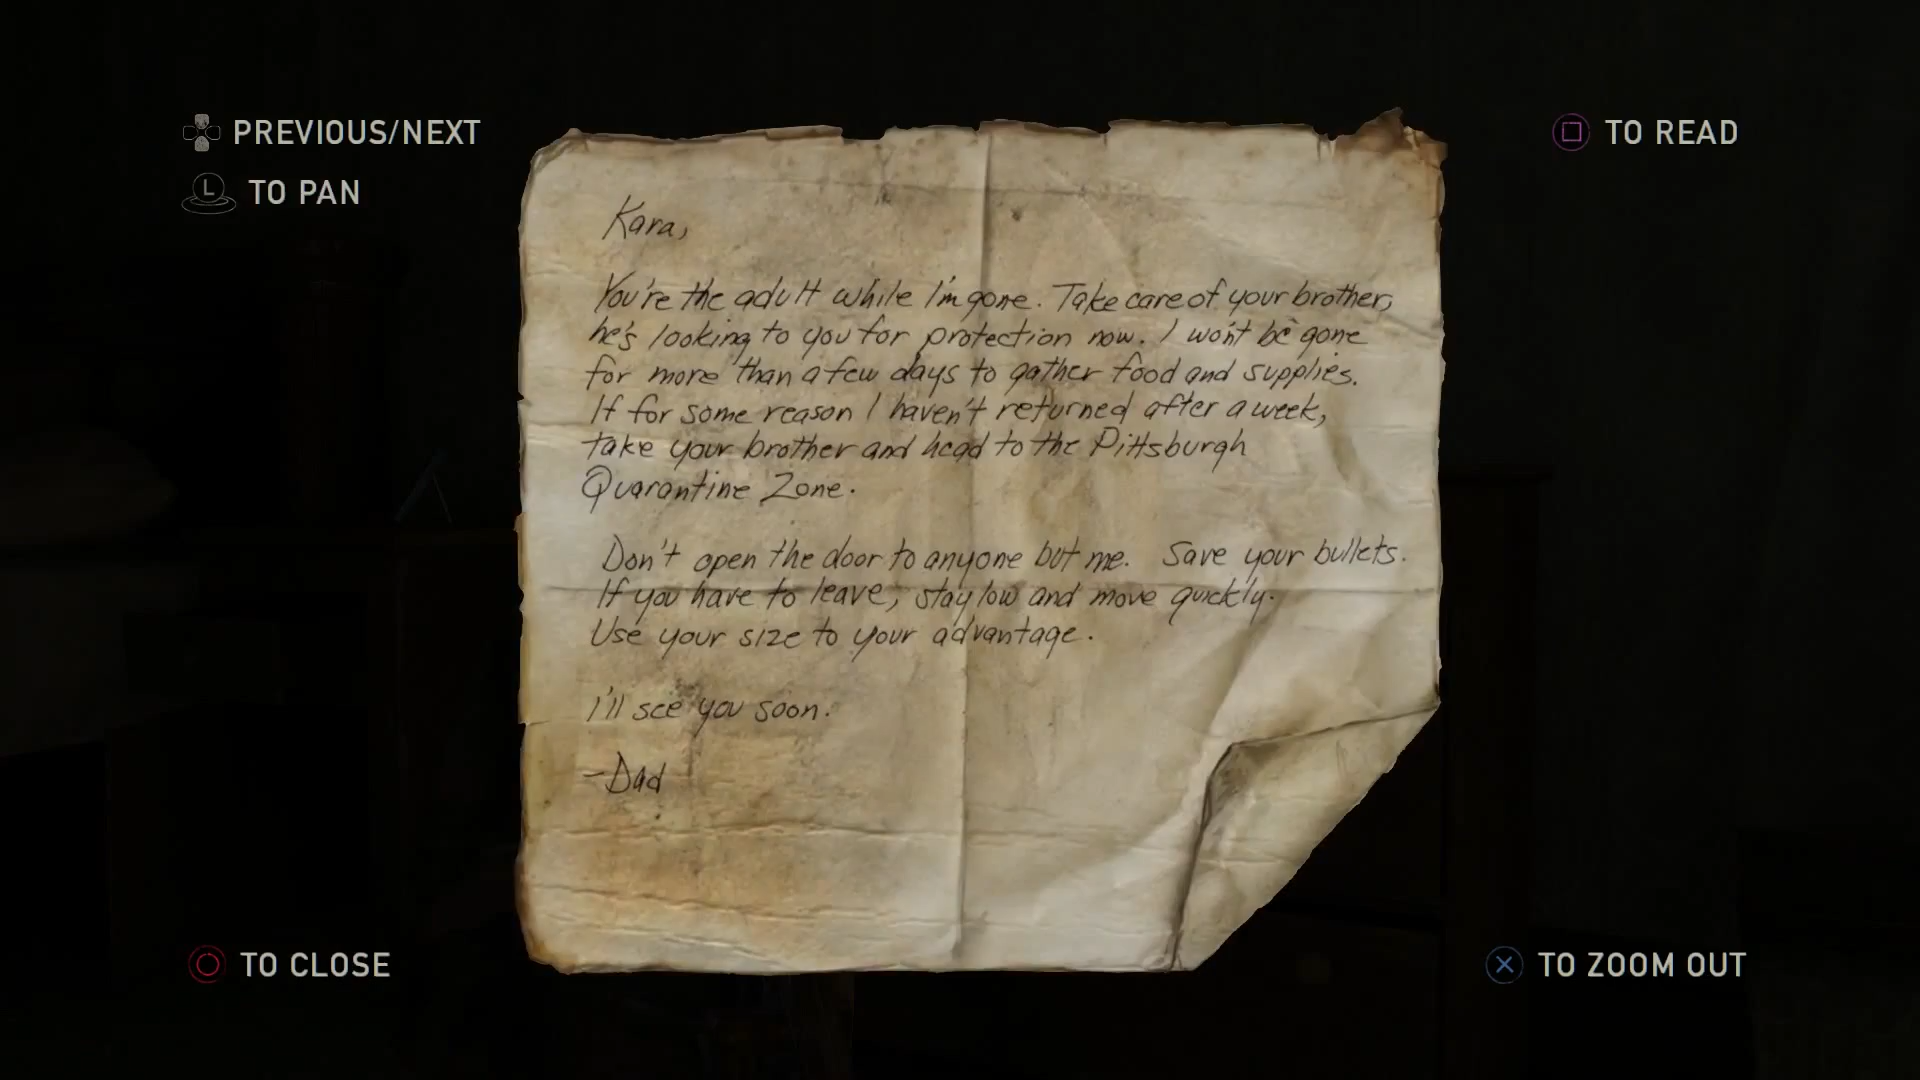 PREVIOUS/NEXT
L TO PAN
TO READ
Kara,
You're the adult while I'm gone. Take care of your brother,
he's looking to you for protection now. I won't be gone
for more than a few days to gather food and supplies.
If for some reason I haven't returned after a week,
take your brother and head to the Pittsburgh
Quarantine Zone.
Don't open the door to anyone but me. Save your bullets.
If you have to leave, stay low and move quickly.
Use your size to your advantage.
I'll see you soon.
-Dad
TO CLOSE
TO ZOOM OUT